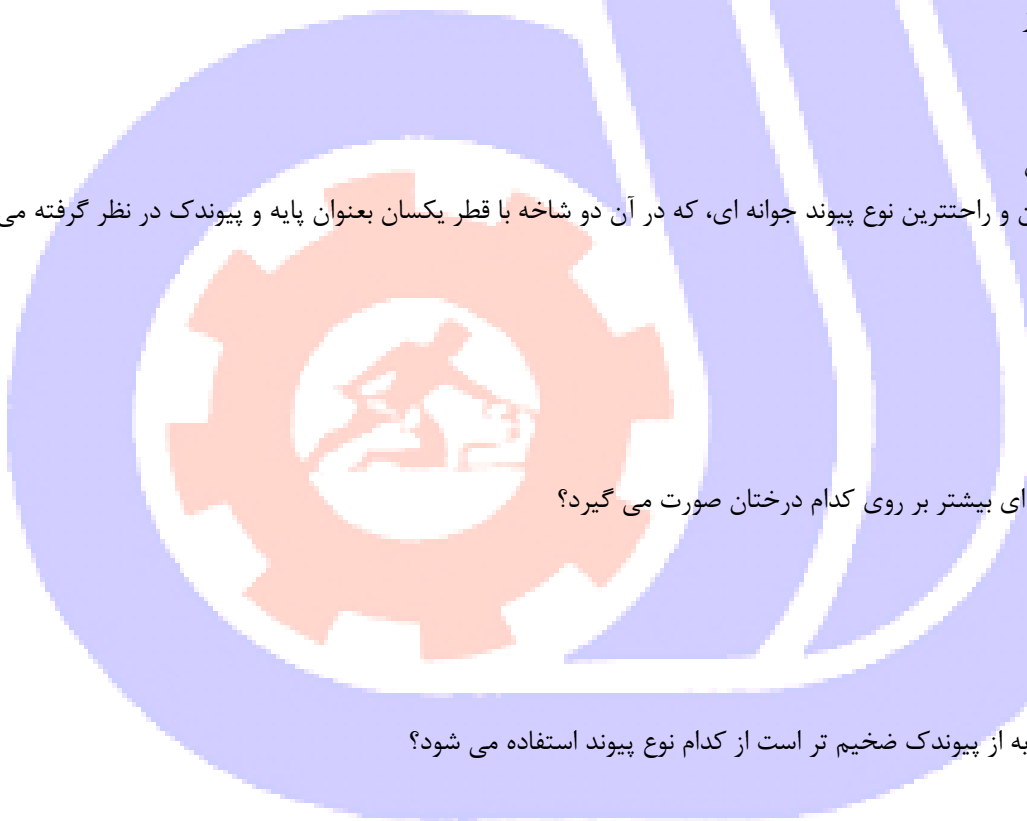 و راحتترین نوع پیوند جوانه ای، که در آن دو شاخه با قطر یکسان بعنوان پایه و پیوندک در نظر گرفته می
ای بیشتر بر روی کدام درختان صورت می گیرد؟
به از پیوندک ضخیم تر است از کدام نوع پیوند استفاده می شود؟